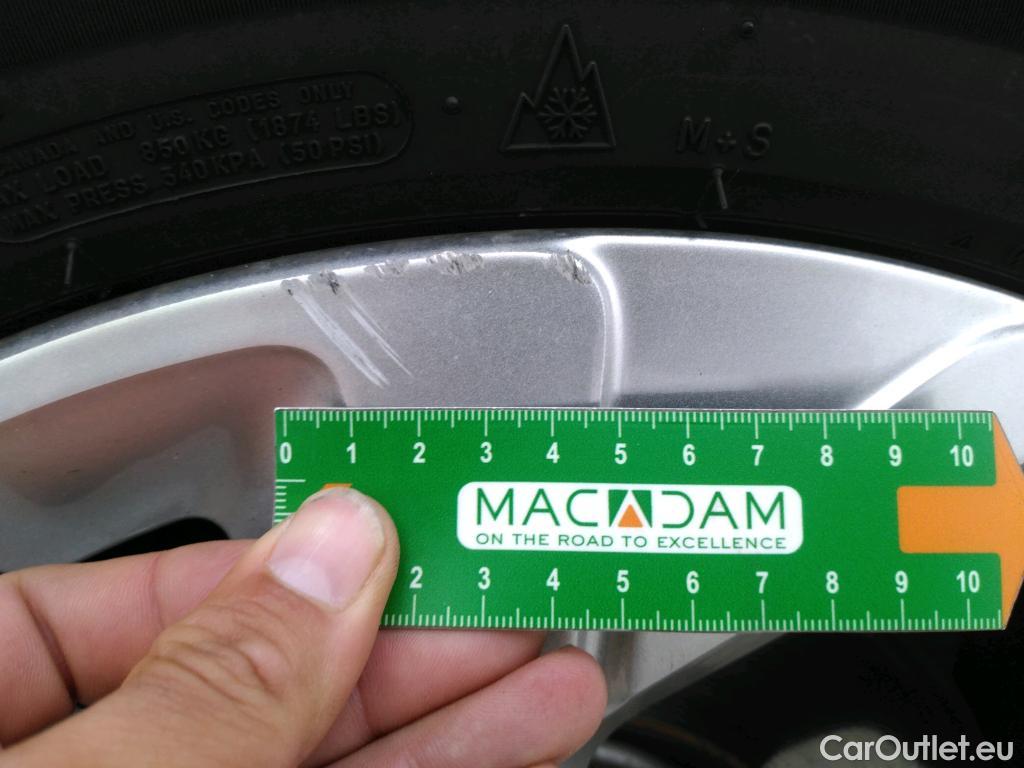 CANADA AND U.S. CODES ONLY
MAX LOAD 850KG (1874 LBS)
MAX PRESS 340KPA (50PSI)
M+S
0 1 2 3 4 5 6 7 8 9 10
MACADAM
ON THE ROAD TO EXCELLENCE
2 3 4 5 6 7 8 9 10
CarOutlet.eu